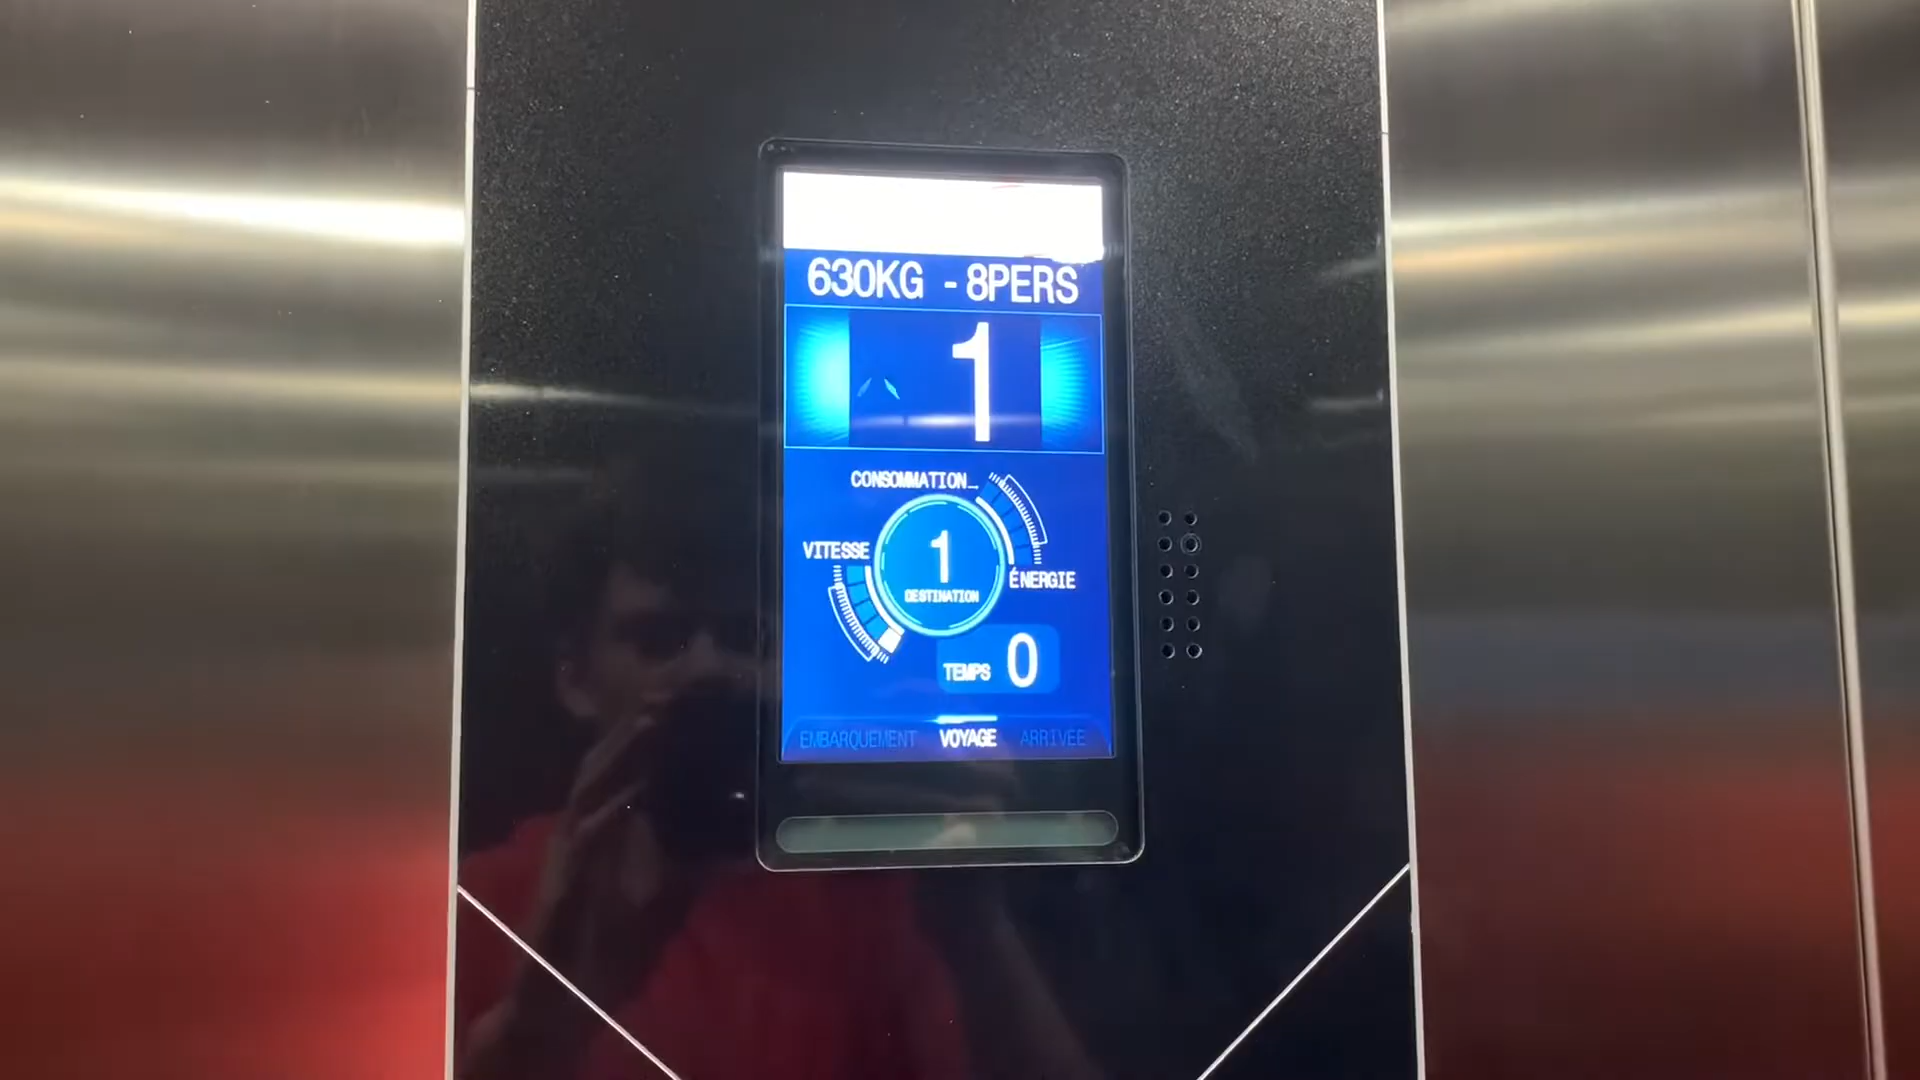 630KG - 8PERS
1
CONSOMMATION...
VITESSE
1
DESTINATION
ÉNERGIE
TEMPS 0
EMBARQUEMENT VOYAGE ARRIVÉE